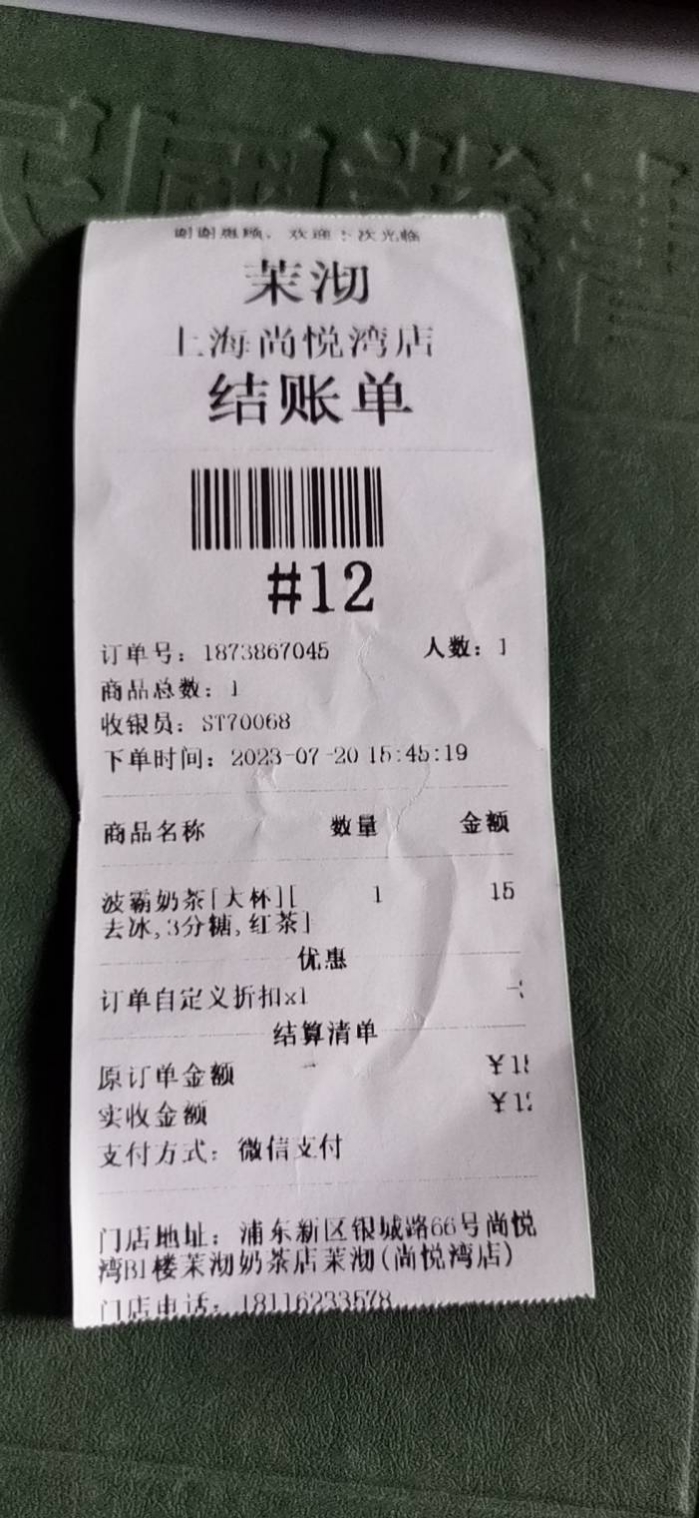 谢谢惠顾、欢迎下次光临
茉沏
上海尚悦湾店
结账单
#12
订单号：1873867045 人数：1
商品总数：1
收银员：ST70068
下单时间：2023-07-20 15:45:19
商品名称 数量 金额
波霸奶茶[大杯][ 1 15
去冰,3分糖,红茶]
优惠
订单自定义折扣x1
结算清单
原订单金额
实收金额
支付方式：微信支付
门店地址：浦东新区银城路66号尚悦
湾B1楼茉沏奶茶店茉沏(尚悦湾店)
门店电话：18116233578